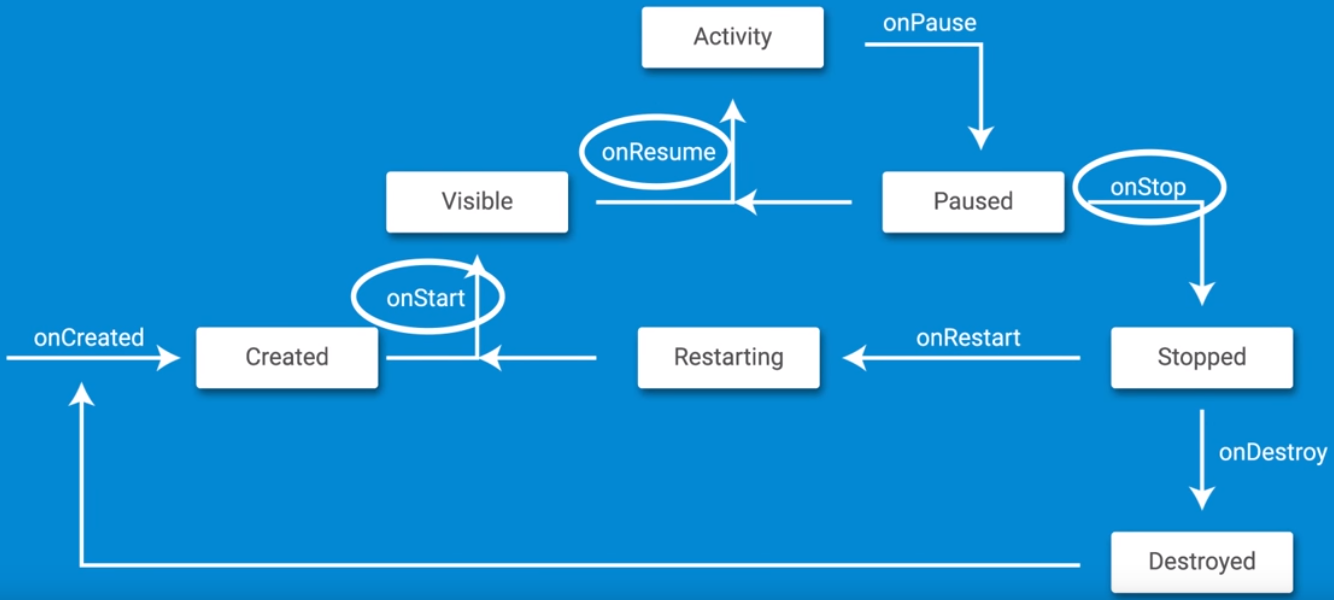 Activity
onPause
onResume
Visible
Paused
onStop
onStart
onCreated
Created
Restarting
onRestart
Stopped
onDestroy
Destroyed